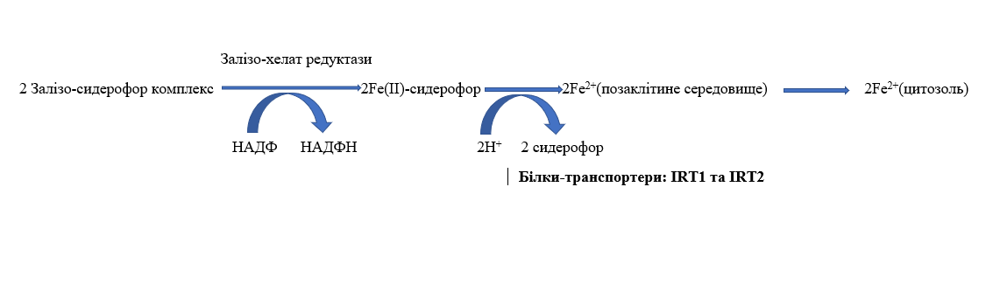 Залізо-хелат редуктази
2 Залізо-сидерофор комплекс 2Fe(II)-сидерофор 2Fe²⁺(позаклітине середовище) 2Fe²⁺(цитозоль)
НАДФ НАДФН 2H⁺ 2 сидерофор
Білки-транспортери: IRT1 та IRT2